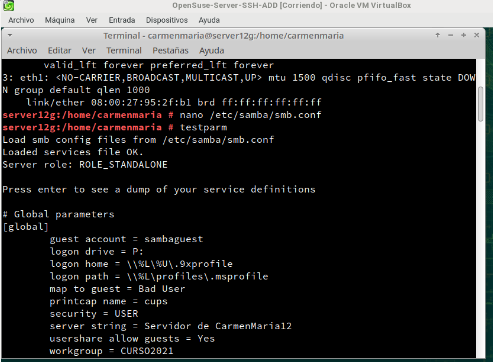 OpenSuse-Server-SSH-ADD [Corriendo] - Oracle VM VirtualBox
Archivo Máquina Ver Entrada Dispositivos Ayuda
Terminal - carmenmaria@server12g:/home/carmenmaria
Archivo Editar Ver Terminal Pestañas Ayuda
valid_lft forever preferred_lft forever
3: eth1: <NO-CARRIER,BROADCAST,MULTICAST,UP> mtu 1500 qdisc pfifo_fast state DOW
N group default qlen 1000
link/ether 08:00:27:95:2f:b1 brd ff:ff:ff:ff:ff:ff
server12g:/home/carmenmaria # nano /etc/samba/smb.conf
server12g:/home/carmenmaria # testparm
Load smb config files from /etc/samba/smb.conf
Loaded services file OK.
Server role: ROLE_STANDALONE
Press enter to see a dump of your service definitions
# Global parameters
[global]
guest account = sambaguest
logon drive = P:
logon home = \\%L\%U\.9xprofile
logon path = \\%L\profiles\.msprofile
map to guest = Bad User
printcap name = cups
security = USER
server string = Servidor de CarmenMaria12
usershare allow guests = Yes
workgroup = CURSO2021